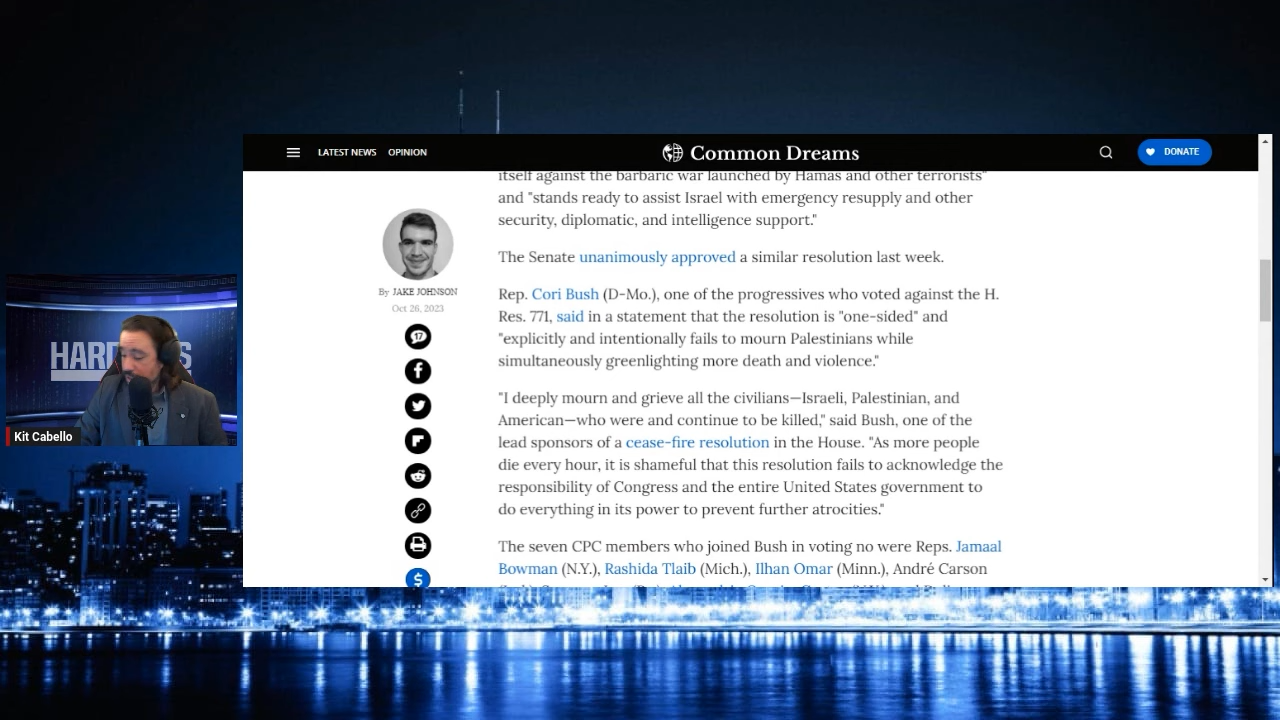 LATEST NEWS
OPINION
Common Dreams
DONATE
itself against the barbaric war launched by Hamas and other terrorists"
and "stands ready to assist Israel with emergency resupply and other
security, diplomatic, and intelligence support."
The Senate unanimously approved a similar resolution last week.
Rep. Cori Bush (D-Mo.), one of the progressives who voted against the H.
Res. 771, said in a statement that the resolution is "one-sided" and
"explicitly and intentionally fails to mourn Palestinians while
simultaneously greenlighting more death and violence."
"I deeply mourn and grieve all the civilians—Israeli, Palestinian, and
American—who were and continue to be killed," said Bush, one of the
lead sponsors of a cease-fire resolution in the House. "As more people
die every hour, it is shameful that this resolution fails to acknowledge the
responsibility of Congress and the entire United States government to
do everything in its power to prevent further atrocities."
The seven CPC members who joined Bush in voting no were Reps. Jamaal
Bowman (N.Y.), Rashida Tlaib (Mich.), Ilhan Omar (Minn.), André Carson
By JAKE JOHNSON
Oct 26, 2023
17
Kit Cabello